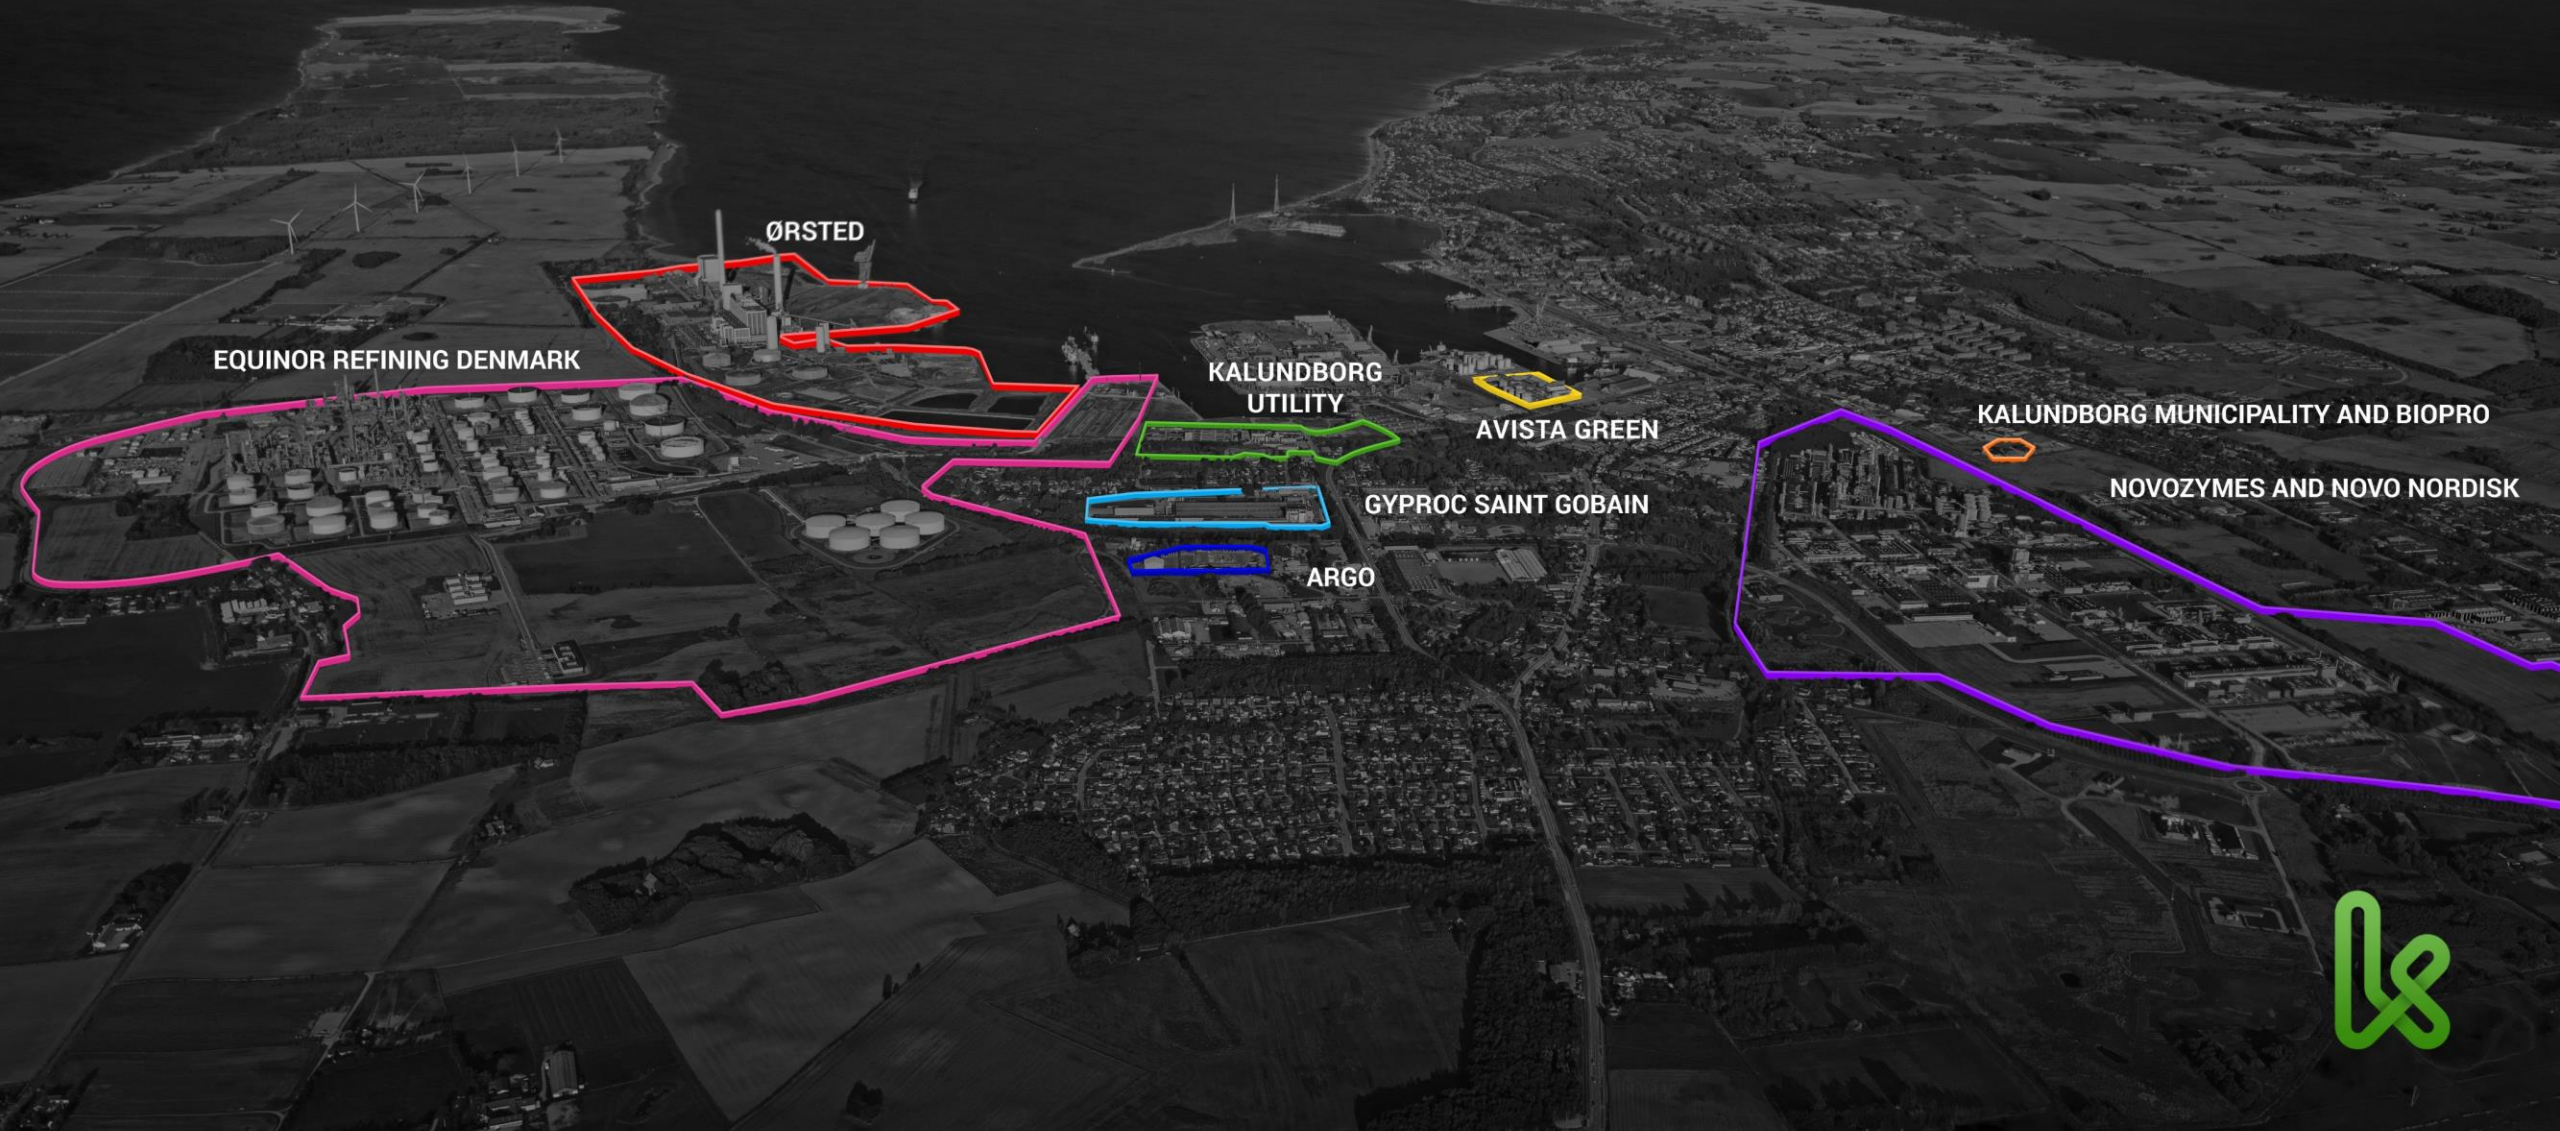 ØRSTED
EQUINOR REFINING DENMARK
KALUNDBORG
UTILITY
AVISTA GREEN
KALUNDBORG MUNICIPALITY AND BIOPRO
NOVOZYMES AND NOVO NORDISK
GYPROC SAINT GOBAIN
ARGO